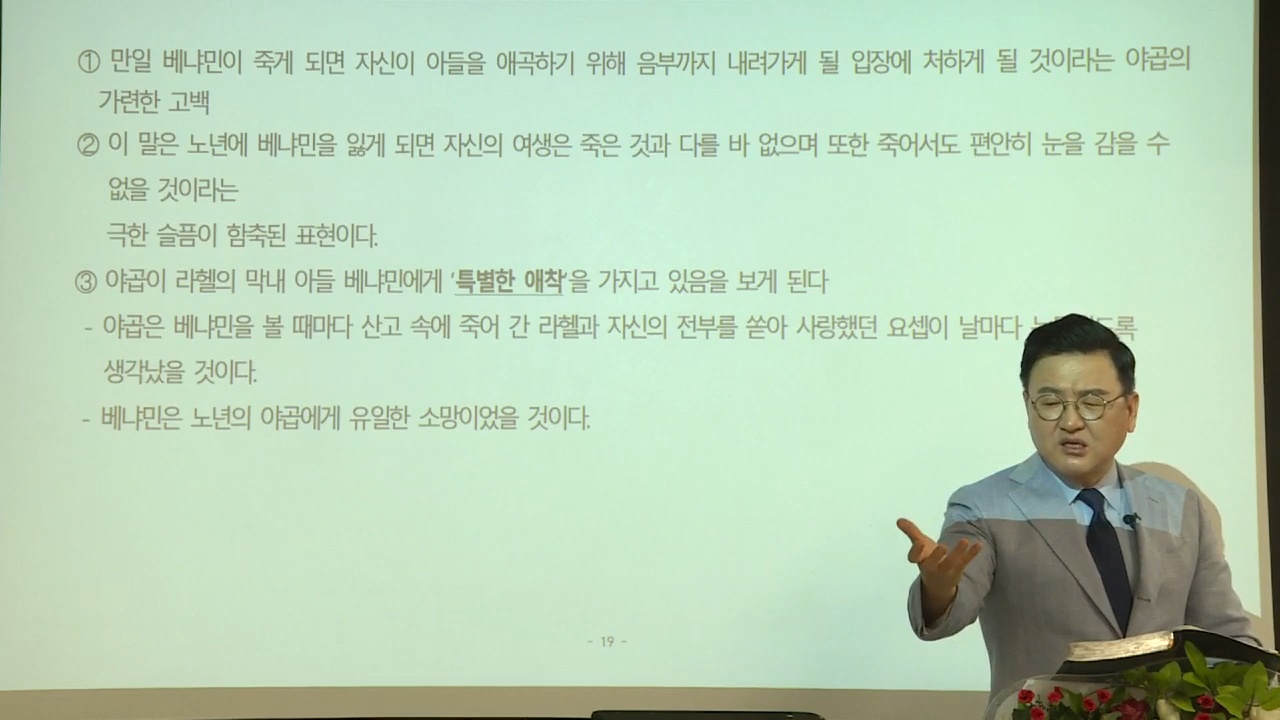 ① 만일 베냐민이 죽게 되면 자신이 아들을 애곡하기 위해 음부까지 내려가게 될 입장에 처하게 될 것이라는 야곱의
가련한 고백
② 이 말은 노년에 베냐민을 잃게 되면 자신의 여생은 죽은 것과 다를 바 없으며 또한 죽어서도 편안히 눈을 감을 수
없을 것이라는
극한 슬픔이 함축된 표현이다.
③ 야곱이 라헬의 막내 아들 베냐민에게 '특별한 애착'을 가지고 있음을 보게 된다
- 야곱은 베냐민을 볼 때마다 산고 속에 죽어 간 라헬과 자신의 전부를 쏟아 사랑했던 요셉이 날마다
생각났을 것이다.
- 베냐민은 노년의 야곱에게 유일한 소망이었을 것이다.
- 19 -